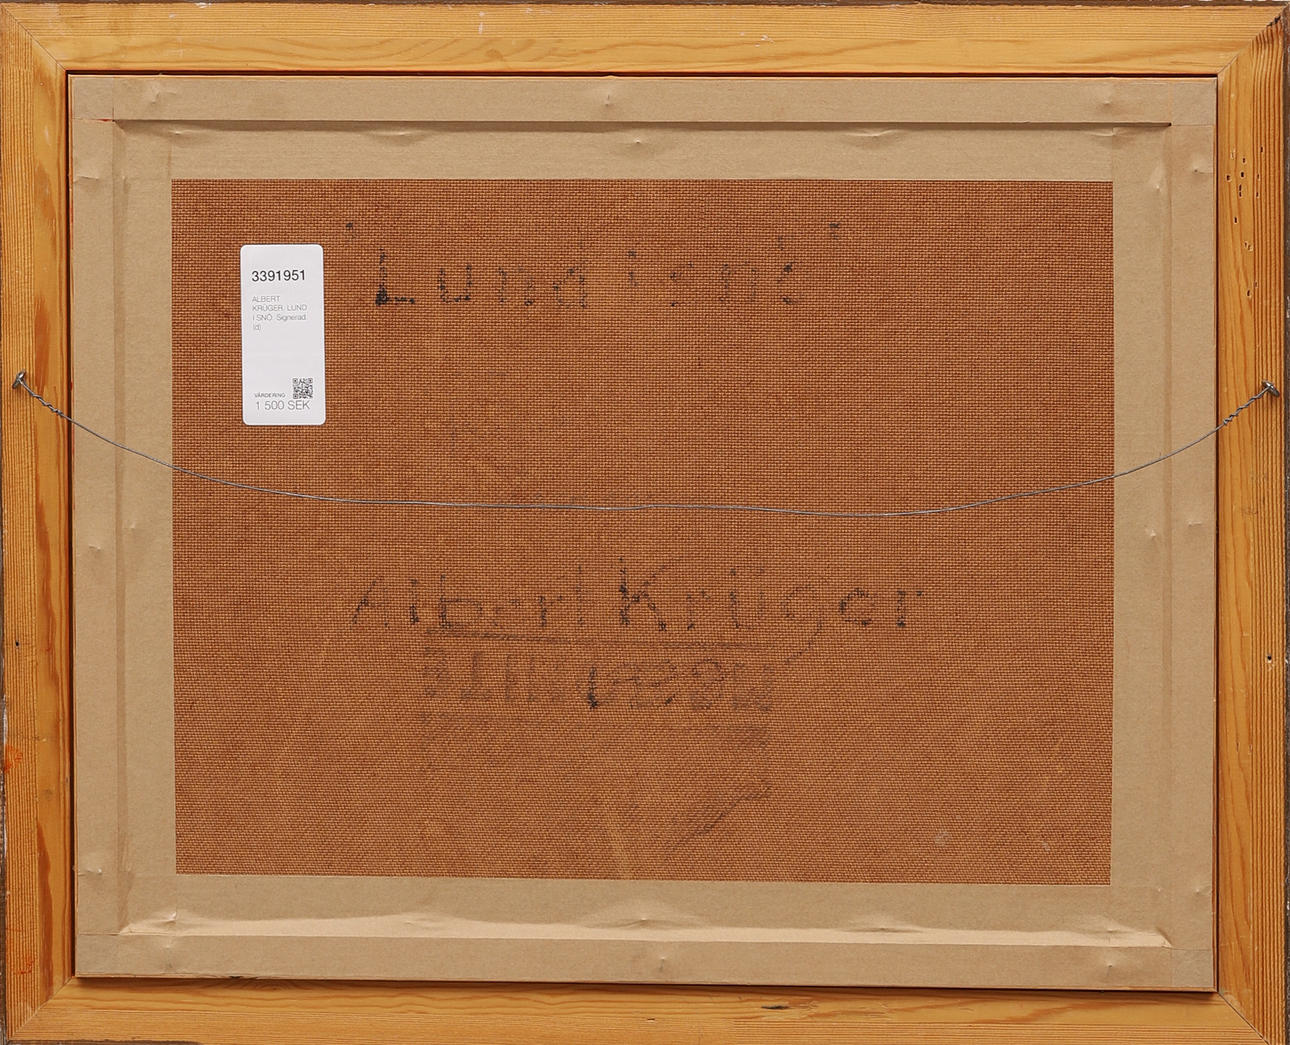 "Lund i snö"
3391951
ALBERT
KRÜGER. LUND
I SNÖ. Signerad.
(d)
VÄRDERING
1 500 SEK
Albert Krüger